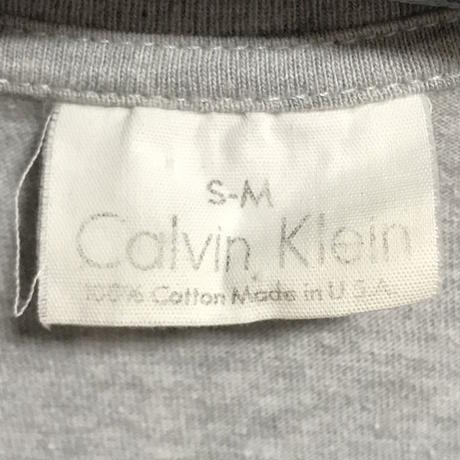 S-M
Calvin Klein
100% Cotton Made in U.S.A.